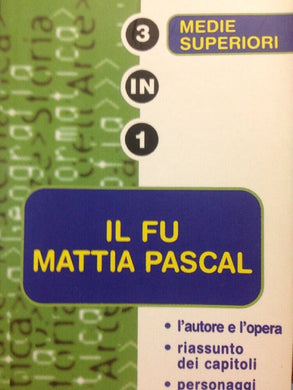 3
IN
1
MEDIE
SUPERIORI
IL FU
MATTIA PASCAL
• l'autore e l'opera
• riassunto
dei capitoli
• personaggi